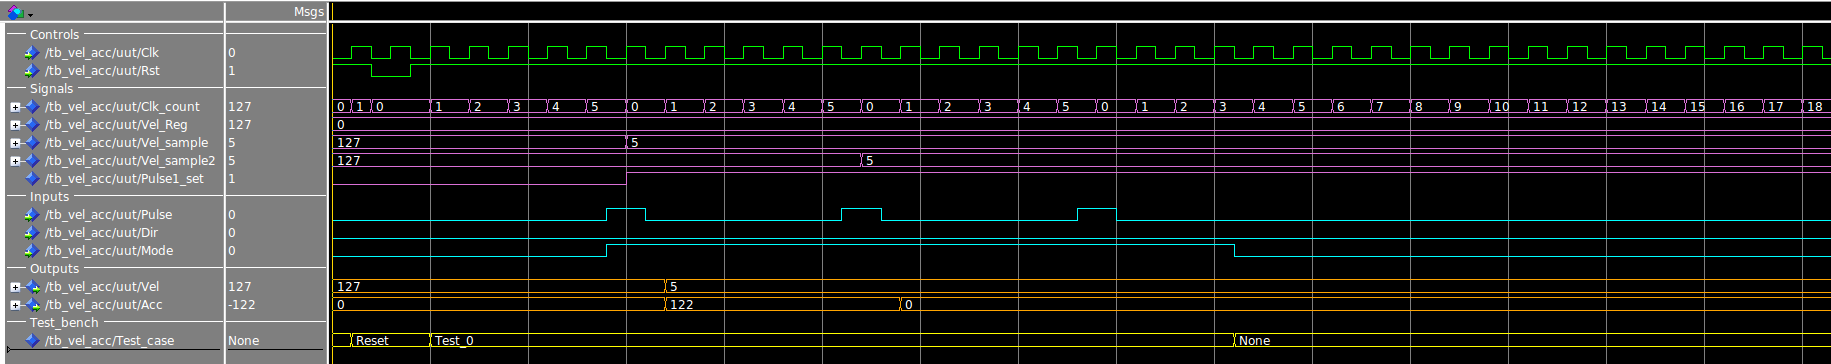 Msgs
Controls
/tb_vel_acc/uut/Clk 0
/tb_vel_acc/uut/Rst 1
Signals
/tb_vel_acc/uut/Clk_count 127 0 1 0 1 2 3 4 5 0 1 2 3 4 5 0 1 2 3 4 5 0 1 2 3 4 5 6 7 8 9 10 11 12 13 14 15 16 17 18
/tb_vel_acc/uut/Vel_Reg 127 0
/tb_vel_acc/uut/Vel_sample 5 127 5
/tb_vel_acc/uut/Vel_sample2 5 127 5
/tb_vel_acc/uut/Pulse1_set 1
Inputs
/tb_vel_acc/uut/Pulse 0
/tb_vel_acc/uut/Dir 0
/tb_vel_acc/uut/Mode 0
Outputs
/tb_vel_acc/uut/Vel 127 127 5
/tb_vel_acc/uut/Acc -122 0 122 0
Test_bench
/tb_vel_acc/Test_case None Reset Test_0 None